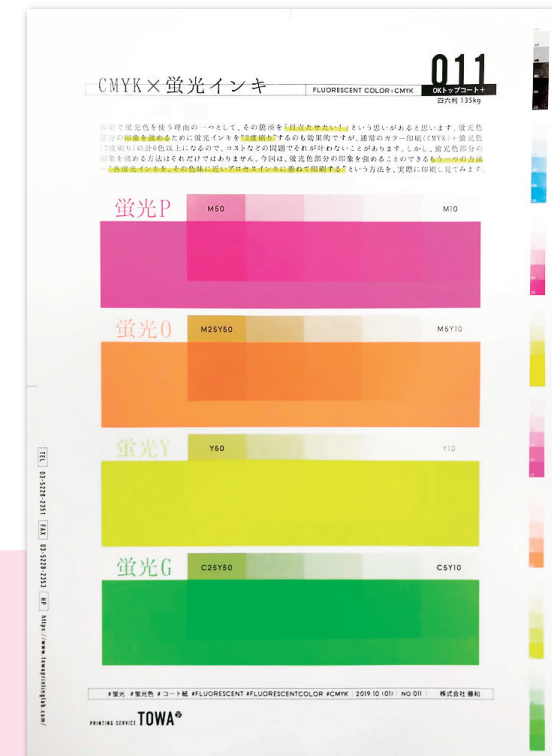 011
CMYK×蛍光インキ
FLUORESCENT COLOR+CMYK
OKトップコート+
四六判 135kg
印刷で蛍光色を使う理由の一つとして、その箇所を「目立たせたい!」という思いがあると思います。蛍光色
部分の印象を強めるために蛍光インキを"2度刷り"するのも効果的ですが、通常のカラー印刷(CMYK)+蛍光色
(2度刷り)の計6色以上になるので、コストなどの問題でそれが叶わないことがあります。しかし、蛍光色部分の
印象を強める方法はそれだけではありません。今回は、蛍光色部分の印象を強めることのできるもう一つの方法
"各蛍光インキを、その色味に近いプロセスインキに重ねて印刷する"という方法を、実際に印刷し見てみます。
蛍光P
M50
M10
蛍光O
M25Y50
M5Y10
蛍光Y
Y50
Y10
蛍光G
C25Y50
C5Y10
#蛍光 #蛍光色 #コート紙 #FLUORESCENT #FLUORESCENTCOLOR #CMYK | 2019.10 (01) | NO.011 | 株式会社 藤和
PRINTING SERVICE TOWA
TEL 03-5228-2351 FAX 03-5228-2353 HP https://www.towaprintinglab.com/